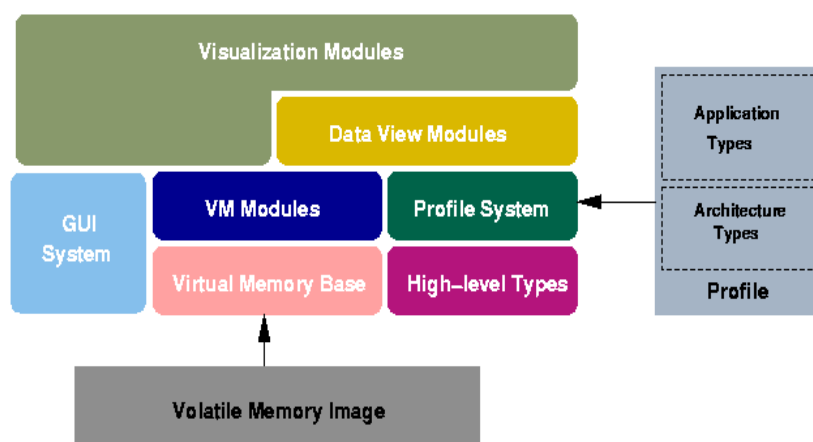 Visualization Modules
Data View Modules
GUI
System
VM Modules
Profile System
Virtual Memory Base
High-level Types
Volatile Memory Image
Application
Types
Architecture
Types
Profile